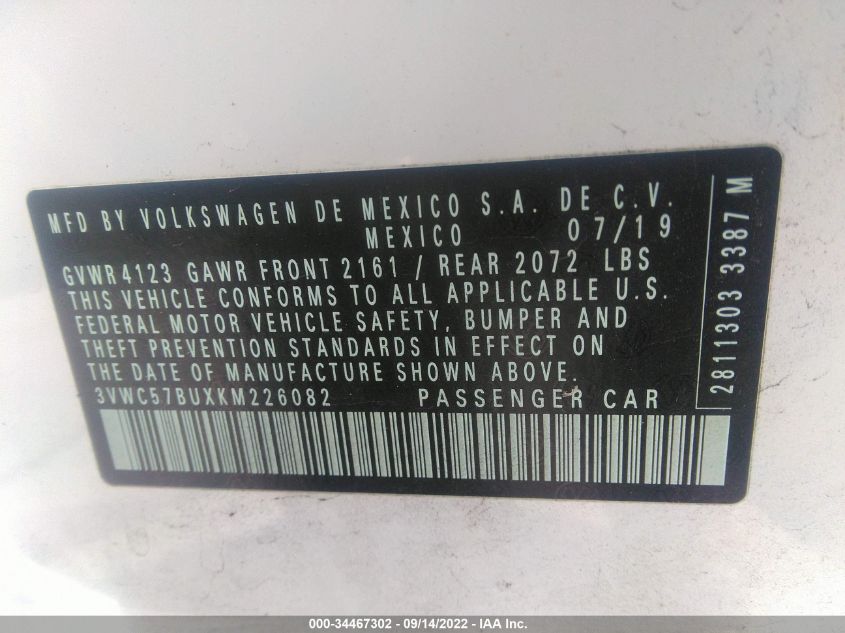 MFD BY VOLKSWAGEN DE MEXICO S.A. DE C.V.
MEXICO 07/19
GVWR 4123 GAWR FRONT 2161 / REAR 2072 LBS
THIS VEHICLE CONFORMS TO ALL APPLICABLE U.S.
FEDERAL MOTOR VEHICLE SAFETY, BUMPER AND
THEFT PREVENTION STANDARDS IN EFFECT ON
THE DATE OF MANUFACTURE SHOWN ABOVE.
3VWC57BUXKM226082 PASSENGER CAR
2811303 3387 M
000-34467302 - 09/14/2022 - IAA Inc.